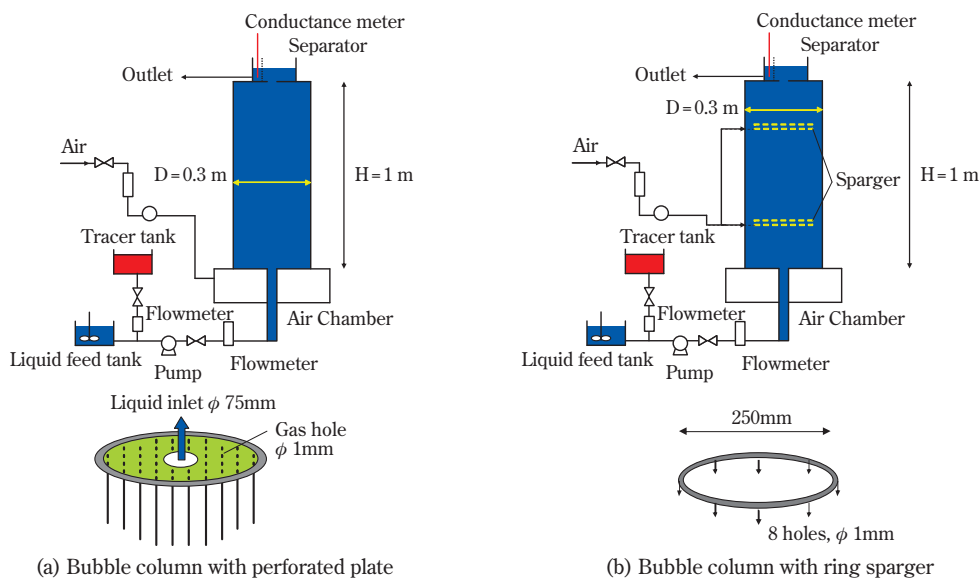 Conductance meter
Separator
Outlet
Air
D=0.3 m
H=1 m
Tracer tank
Flowmeter
Air Chamber
Liquid feed tank
Pump
Flowmeter
Liquid inlet φ 75mm
Gas hole
φ 1mm
(a) Bubble column with perforated plate
Conductance meter
Separator
Outlet
D=0.3 m
Air
Sparger
H=1 m
Tracer tank
Flowmeter
Air Chamber
Liquid feed tank
Pump
Flowmeter
250mm
8 holes, φ 1mm
(b) Bubble column with ring sparger